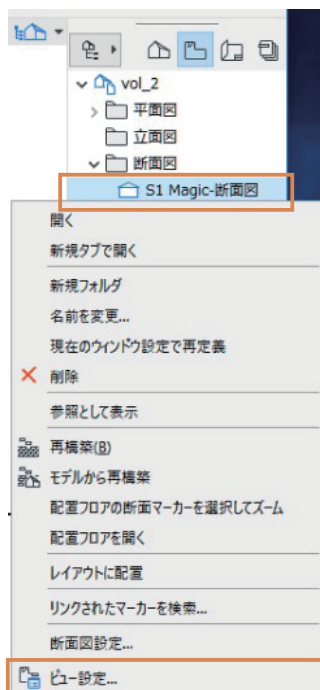 vol_2
平面図
立面図
断面図
S1 Magic-断面図
開く
新規タブで開く
新規フォルダ
名前を変更...
現在のウィンドウ設定で再定義
削除
参照として表示
再構築(B)
モデルから再構築
配置フロアの断面マーカーを選択してズーム
配置フロアを開く
レイアウトに配置
リンクされたマーカーを検索...
断面図設定...
ビュー設定...